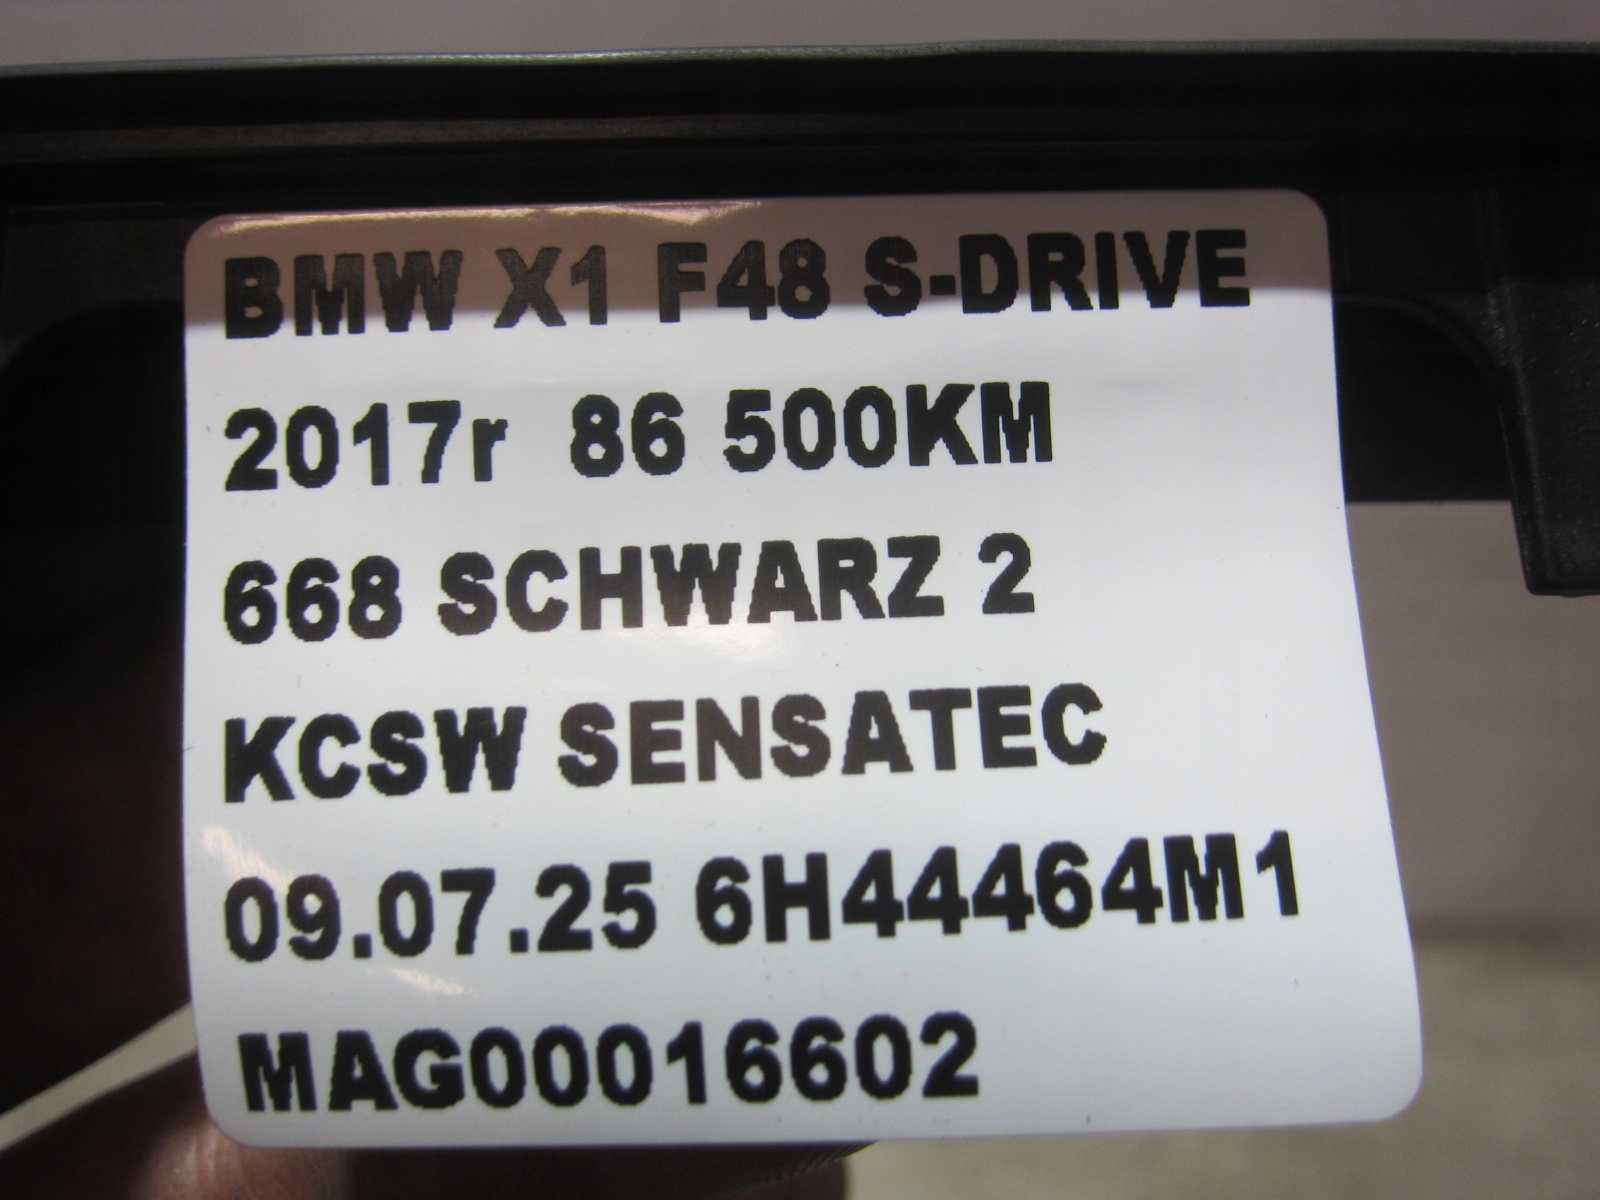 BMW X1 F48 S-DRIVE
2017r 86 500KM
668 SCHWARZ 2
KCSW SENSATEC
09.07.25 6H44464M1
MAG00016602